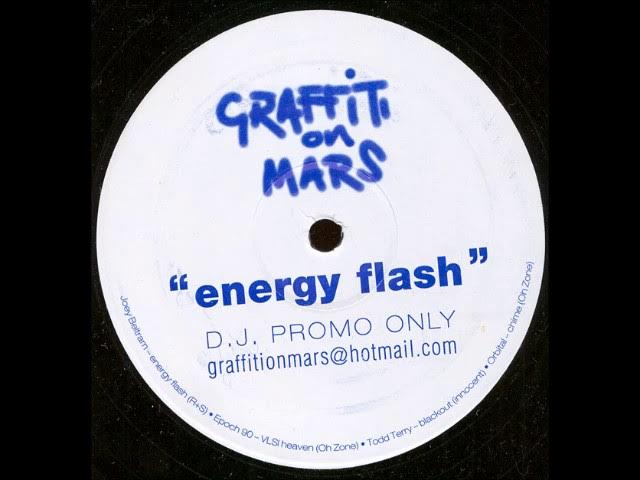 GRAFFITI
on
MARS
“energy flash”
D.J. PROMO ONLY
graffitionmars@hotmail.com
Joey Beltram – energy flash (R+S) • Epoch 90 – VLSI heaven (Oh Zone) • Todd Terry – blackout (innocent) • Orbital – chime (Oh Zone)